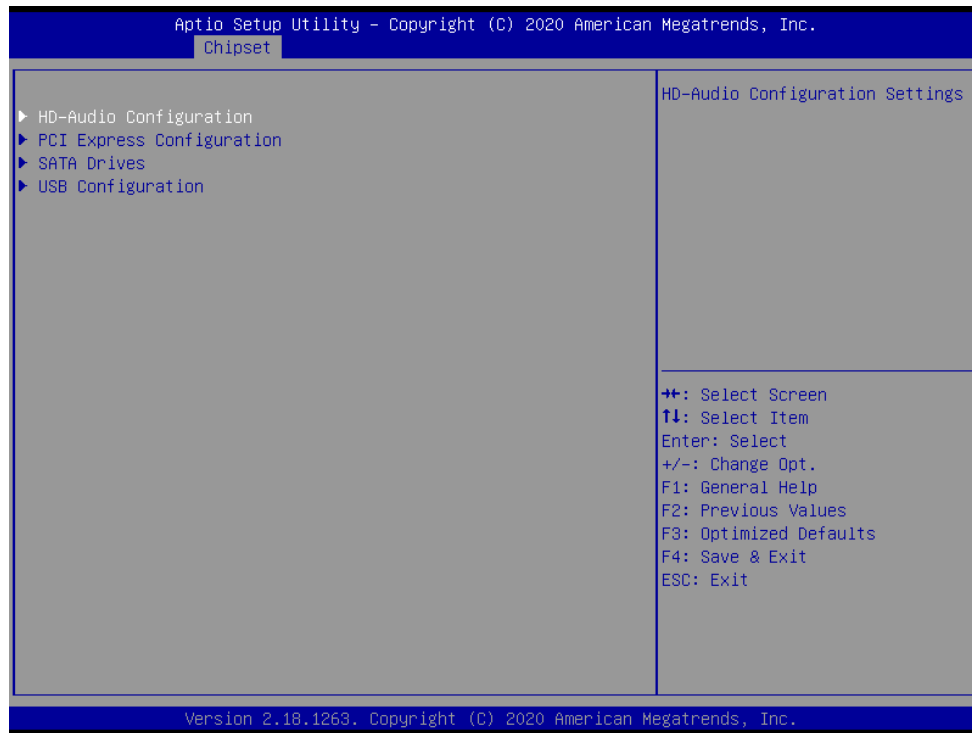 Aptio Setup Utility – Copyright (C) 2020 American Megatrends, Inc.
Chipset
▶ HD-Audio Configuration
▶ PCI Express Configuration
▶ SATA Drives
▶ USB Configuration
HD-Audio Configuration Settings
→←: Select Screen
↑↓: Select Item
Enter: Select
+/-: Change Opt.
F1: General Help
F2: Previous Values
F3: Optimized Defaults
F4: Save & Exit
ESC: Exit
Version 2.18.1263. Copyright (C) 2020 American Megatrends, Inc.